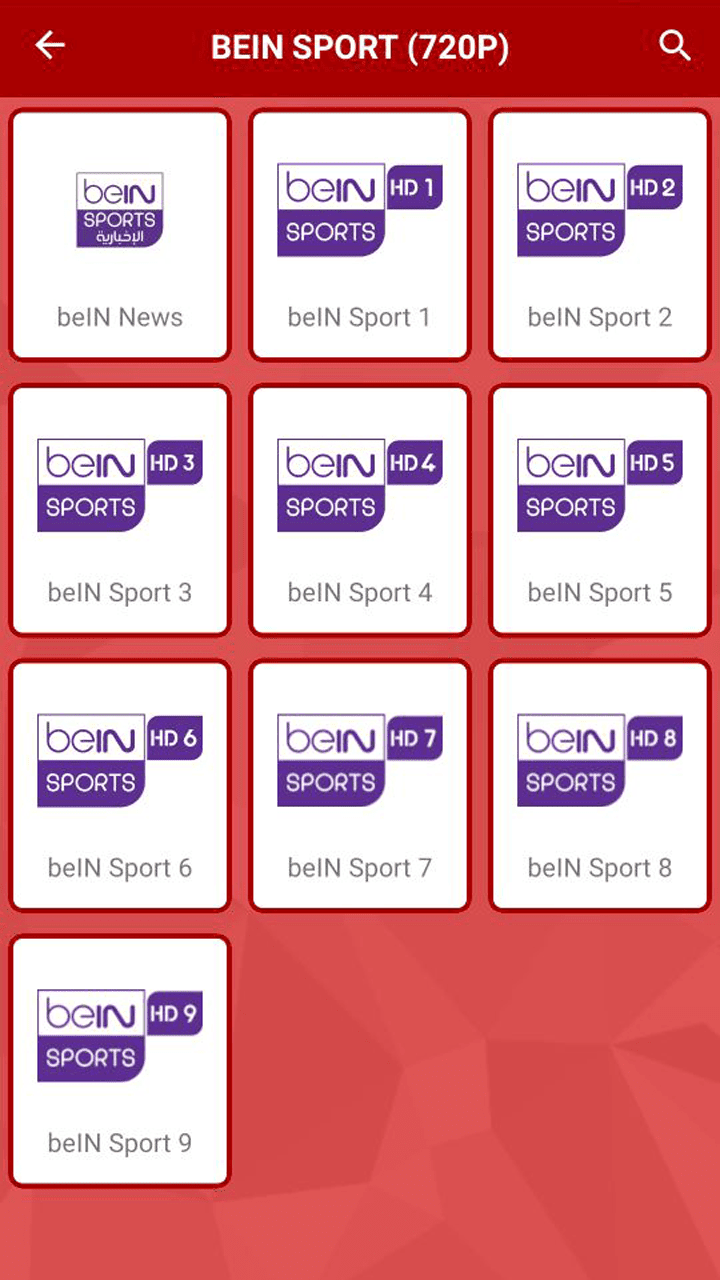 BEIN SPORT (720P)
beIN
SPORTS
الإخبارية
beIN News
beIN HD 1
SPORTS
beIN Sport 1
beIN HD 2
SPORTS
beIN Sport 2
beIN HD 3
SPORTS
beIN Sport 3
beIN HD 4
SPORTS
beIN Sport 4
beIN HD 5
SPORTS
beIN Sport 5
beIN HD 6
SPORTS
beIN Sport 6
beIN HD 7
SPORTS
beIN Sport 7
beIN HD 8
SPORTS
beIN Sport 8
beIN HD 9
SPORTS
beIN Sport 9